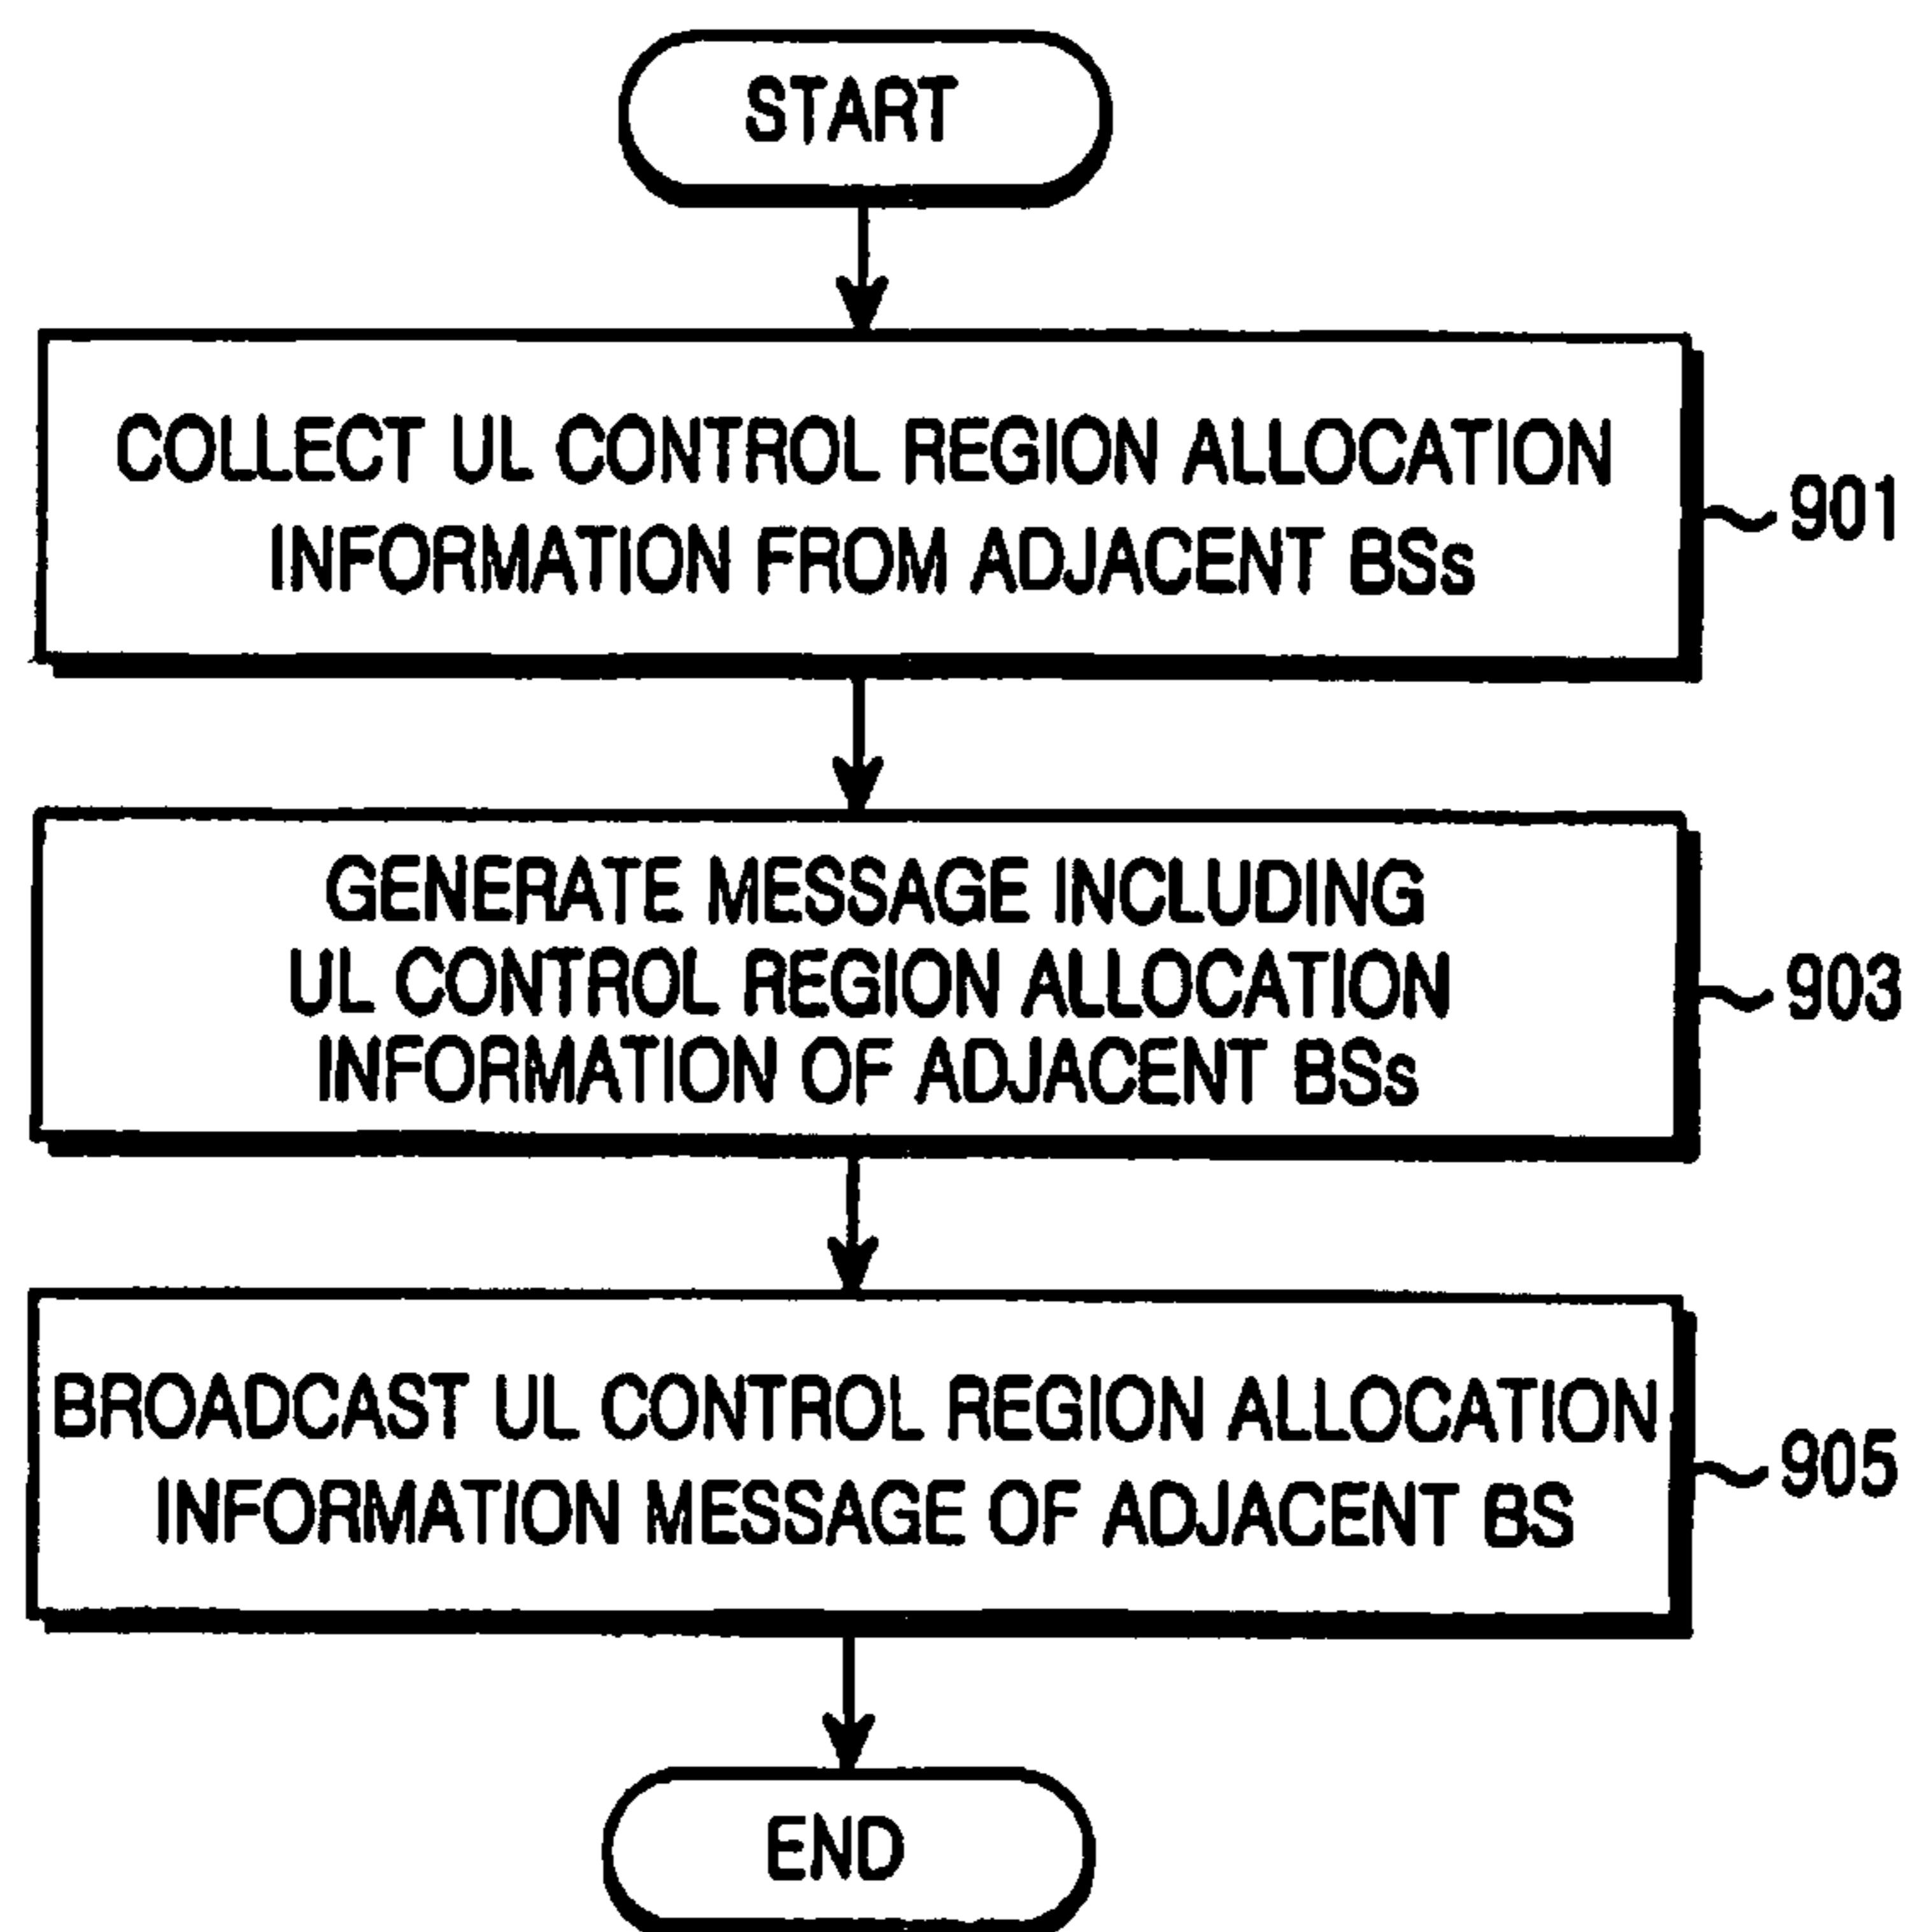 START
COLLECT UL CONTROL REGION ALLOCATION
INFORMATION FROM ADJACENT BSs
901
GENERATE MESSAGE INCLUDING
UL CONTROL REGION ALLOCATION
INFORMATION OF ADJACENT BSs
903
BROADCAST UL CONTROL REGION ALLOCATION
INFORMATION MESSAGE OF ADJACENT BS
905
END